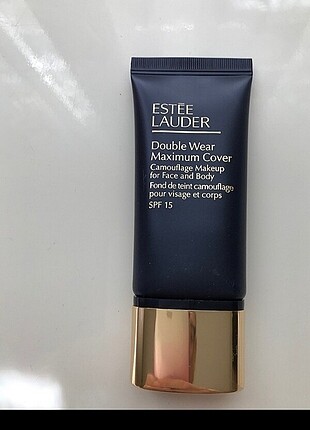 ESTĒE
LAUDER
Double Wear
Maximum Cover
Camouflage Makeup
for Face and Body
Fond de teint camouflage
pour visage et corps
SPF 15